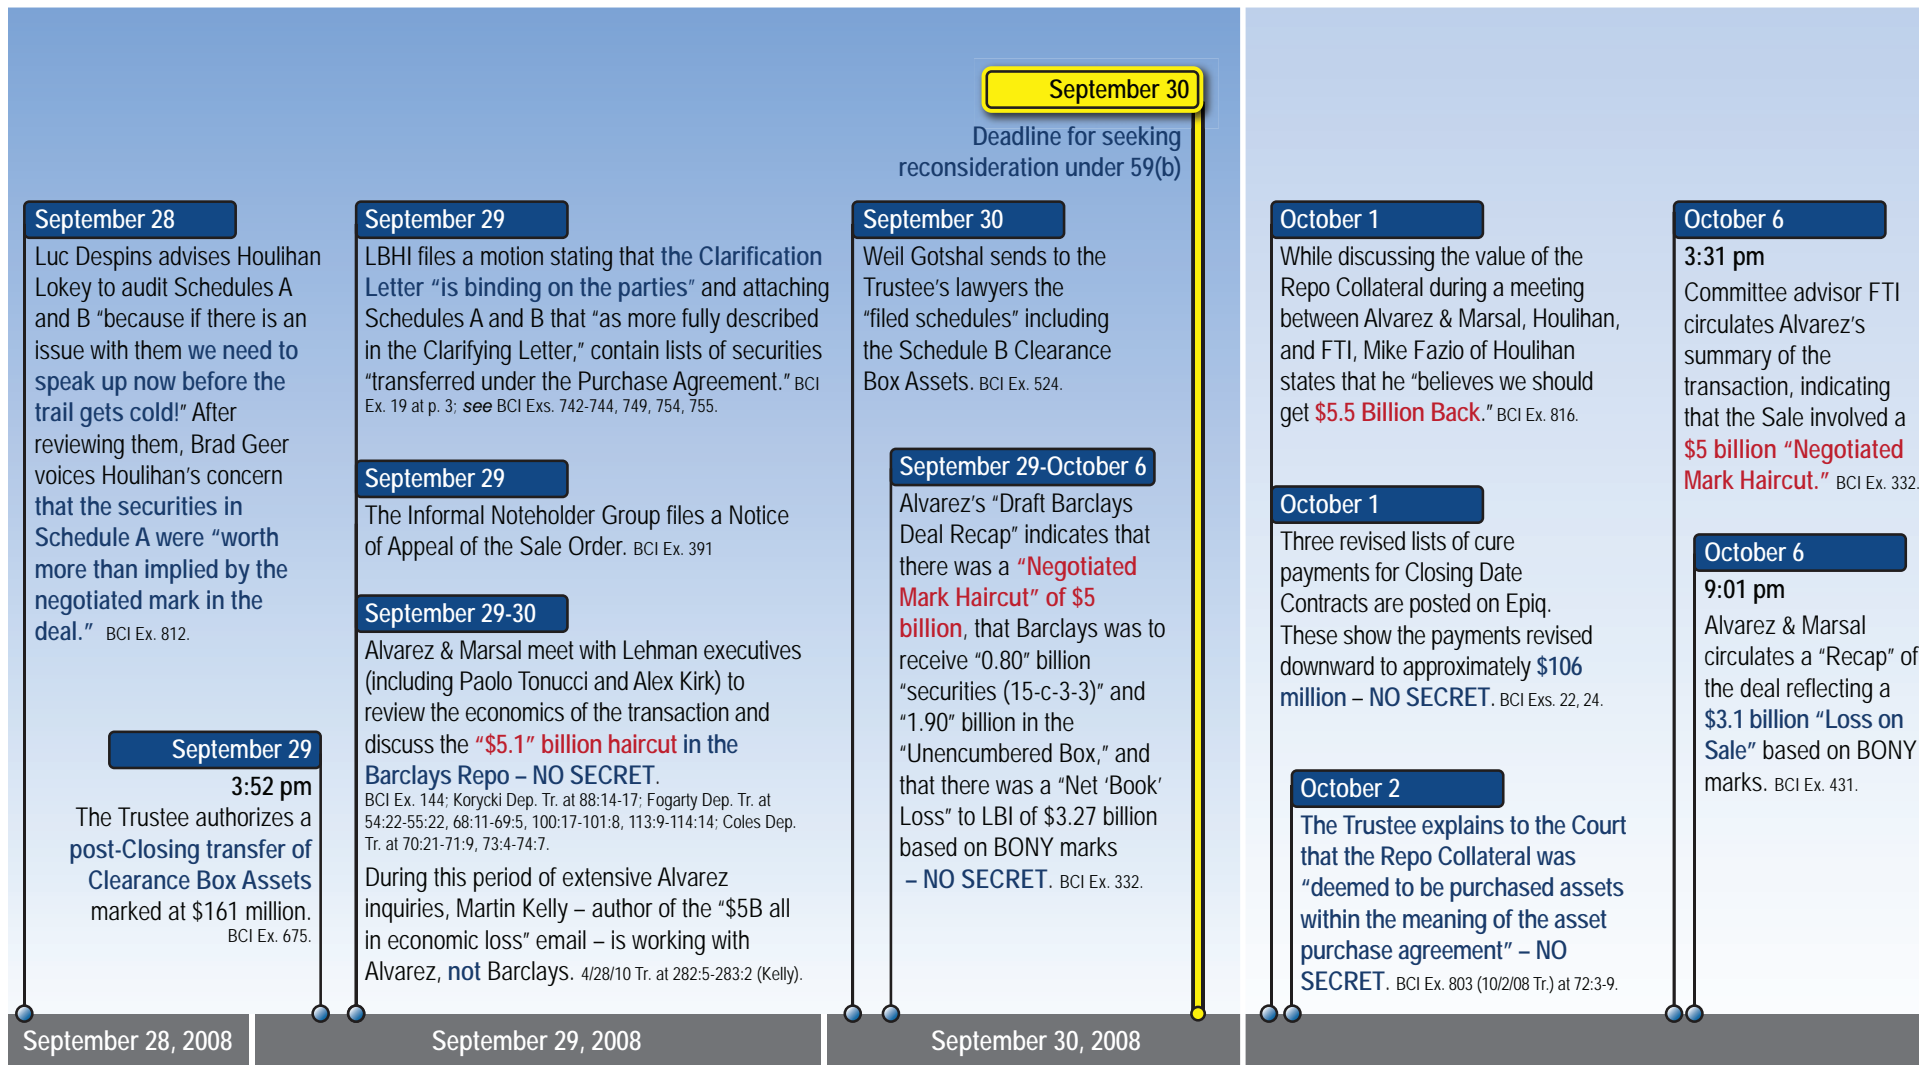 September 30
Deadline for seeking
reconsideration under 59(b)
September 28
Luc Despins advises Houlihan
Lokey to audit Schedules A
and B “because if there is an
issue with them we need to
speak up now before the
trail gets cold!” After
reviewing them, Brad Geer
voices Houlihan’s concern
that the securities in
Schedule A were “worth
more than implied by the
negotiated mark in the
deal.” BCI Ex. 812.
September 29
3:52 pm
The Trustee authorizes a
post-Closing transfer of
Clearance Box Assets
marked at $161 million.
BCI Ex. 675.
September 29
LBHI files a motion stating that the Clarification
Letter “is binding on the parties” and attaching
Schedules A and B that “as more fully described
in the Clarifying Letter,” contain lists of securities
“transferred under the Purchase Agreement.” BCI
Ex. 19 at p. 3; see BCI Exs. 742-744, 749, 754, 755.
September 29
The Informal Noteholder Group files a Notice
of Appeal of the Sale Order. BCI Ex. 391
September 29-30
Alvarez & Marsal meet with Lehman executives
(including Paolo Tonucci and Alex Kirk) to
review the economics of the transaction and
discuss the “$5.1” billion haircut in the
Barclays Repo – NO SECRET.
BCI Ex. 144; Korycki Dep. Tr. at 88:14-17; Fogarty Dep. Tr. at
54:22-55:22, 68:11-69:5, 100:17-101:8, 113:9-114:14; Coles Dep.
Tr. at 70:21-71:9, 73:4-74:7.
During this period of extensive Alvarez
inquiries, Martin Kelly – author of the “$5B all
in economic loss” email – is working with
Alvarez, not Barclays. 4/28/10 Tr. at 282:5-283:2 (Kelly).
September 30
Weil Gotshal sends to the
Trustee’s lawyers the
“filed schedules” including
the Schedule B Clearance
Box Assets. BCI Ex. 524.
September 29-October 6
Alvarez’s “Draft Barclays
Deal Recap” indicates that
there was a “Negotiated
Mark Haircut” of $5
billion, that Barclays was to
receive “0.80” billion
“securities (15-c-3-3)” and
“1.90” billion in the
“Unencumbered Box,” and
that there was a “Net ‘Book’
Loss” to LBI of $3.27 billion
based on BONY marks
– NO SECRET. BCI Ex. 332.
October 1
While discussing the value of the
Repo Collateral during a meeting
between Alvarez & Marsal, Houlihan,
and FTI, Mike Fazio of Houlihan
states that he “believes we should
get $5.5 Billion Back.” BCI Ex. 816.
October 1
Three revised lists of cure
payments for Closing Date
Contracts are posted on Epiq.
These show the payments revised
downward to approximately $106
million – NO SECRET. BCI Exs. 22, 24.
October 2
The Trustee explains to the Court
that the Repo Collateral was
“deemed to be purchased assets
within the meaning of the asset
purchase agreement” – NO
SECRET. BCI Ex. 803 (10/2/08 Tr.) at 72:3-9.
October 6
3:31 pm
Committee advisor FTI
circulates Alvarez’s
summary of the
transaction, indicating
that the Sale involved a
$5 billion “Negotiated
Mark Haircut.” BCI Ex. 332.
October 6
9:01 pm
Alvarez & Marsal
circulates a “Recap” of
the deal reflecting a
$3.1 billion “Loss on
Sale” based on BONY
marks. BCI Ex. 431.
September 28, 2008
September 29, 2008
September 30, 2008